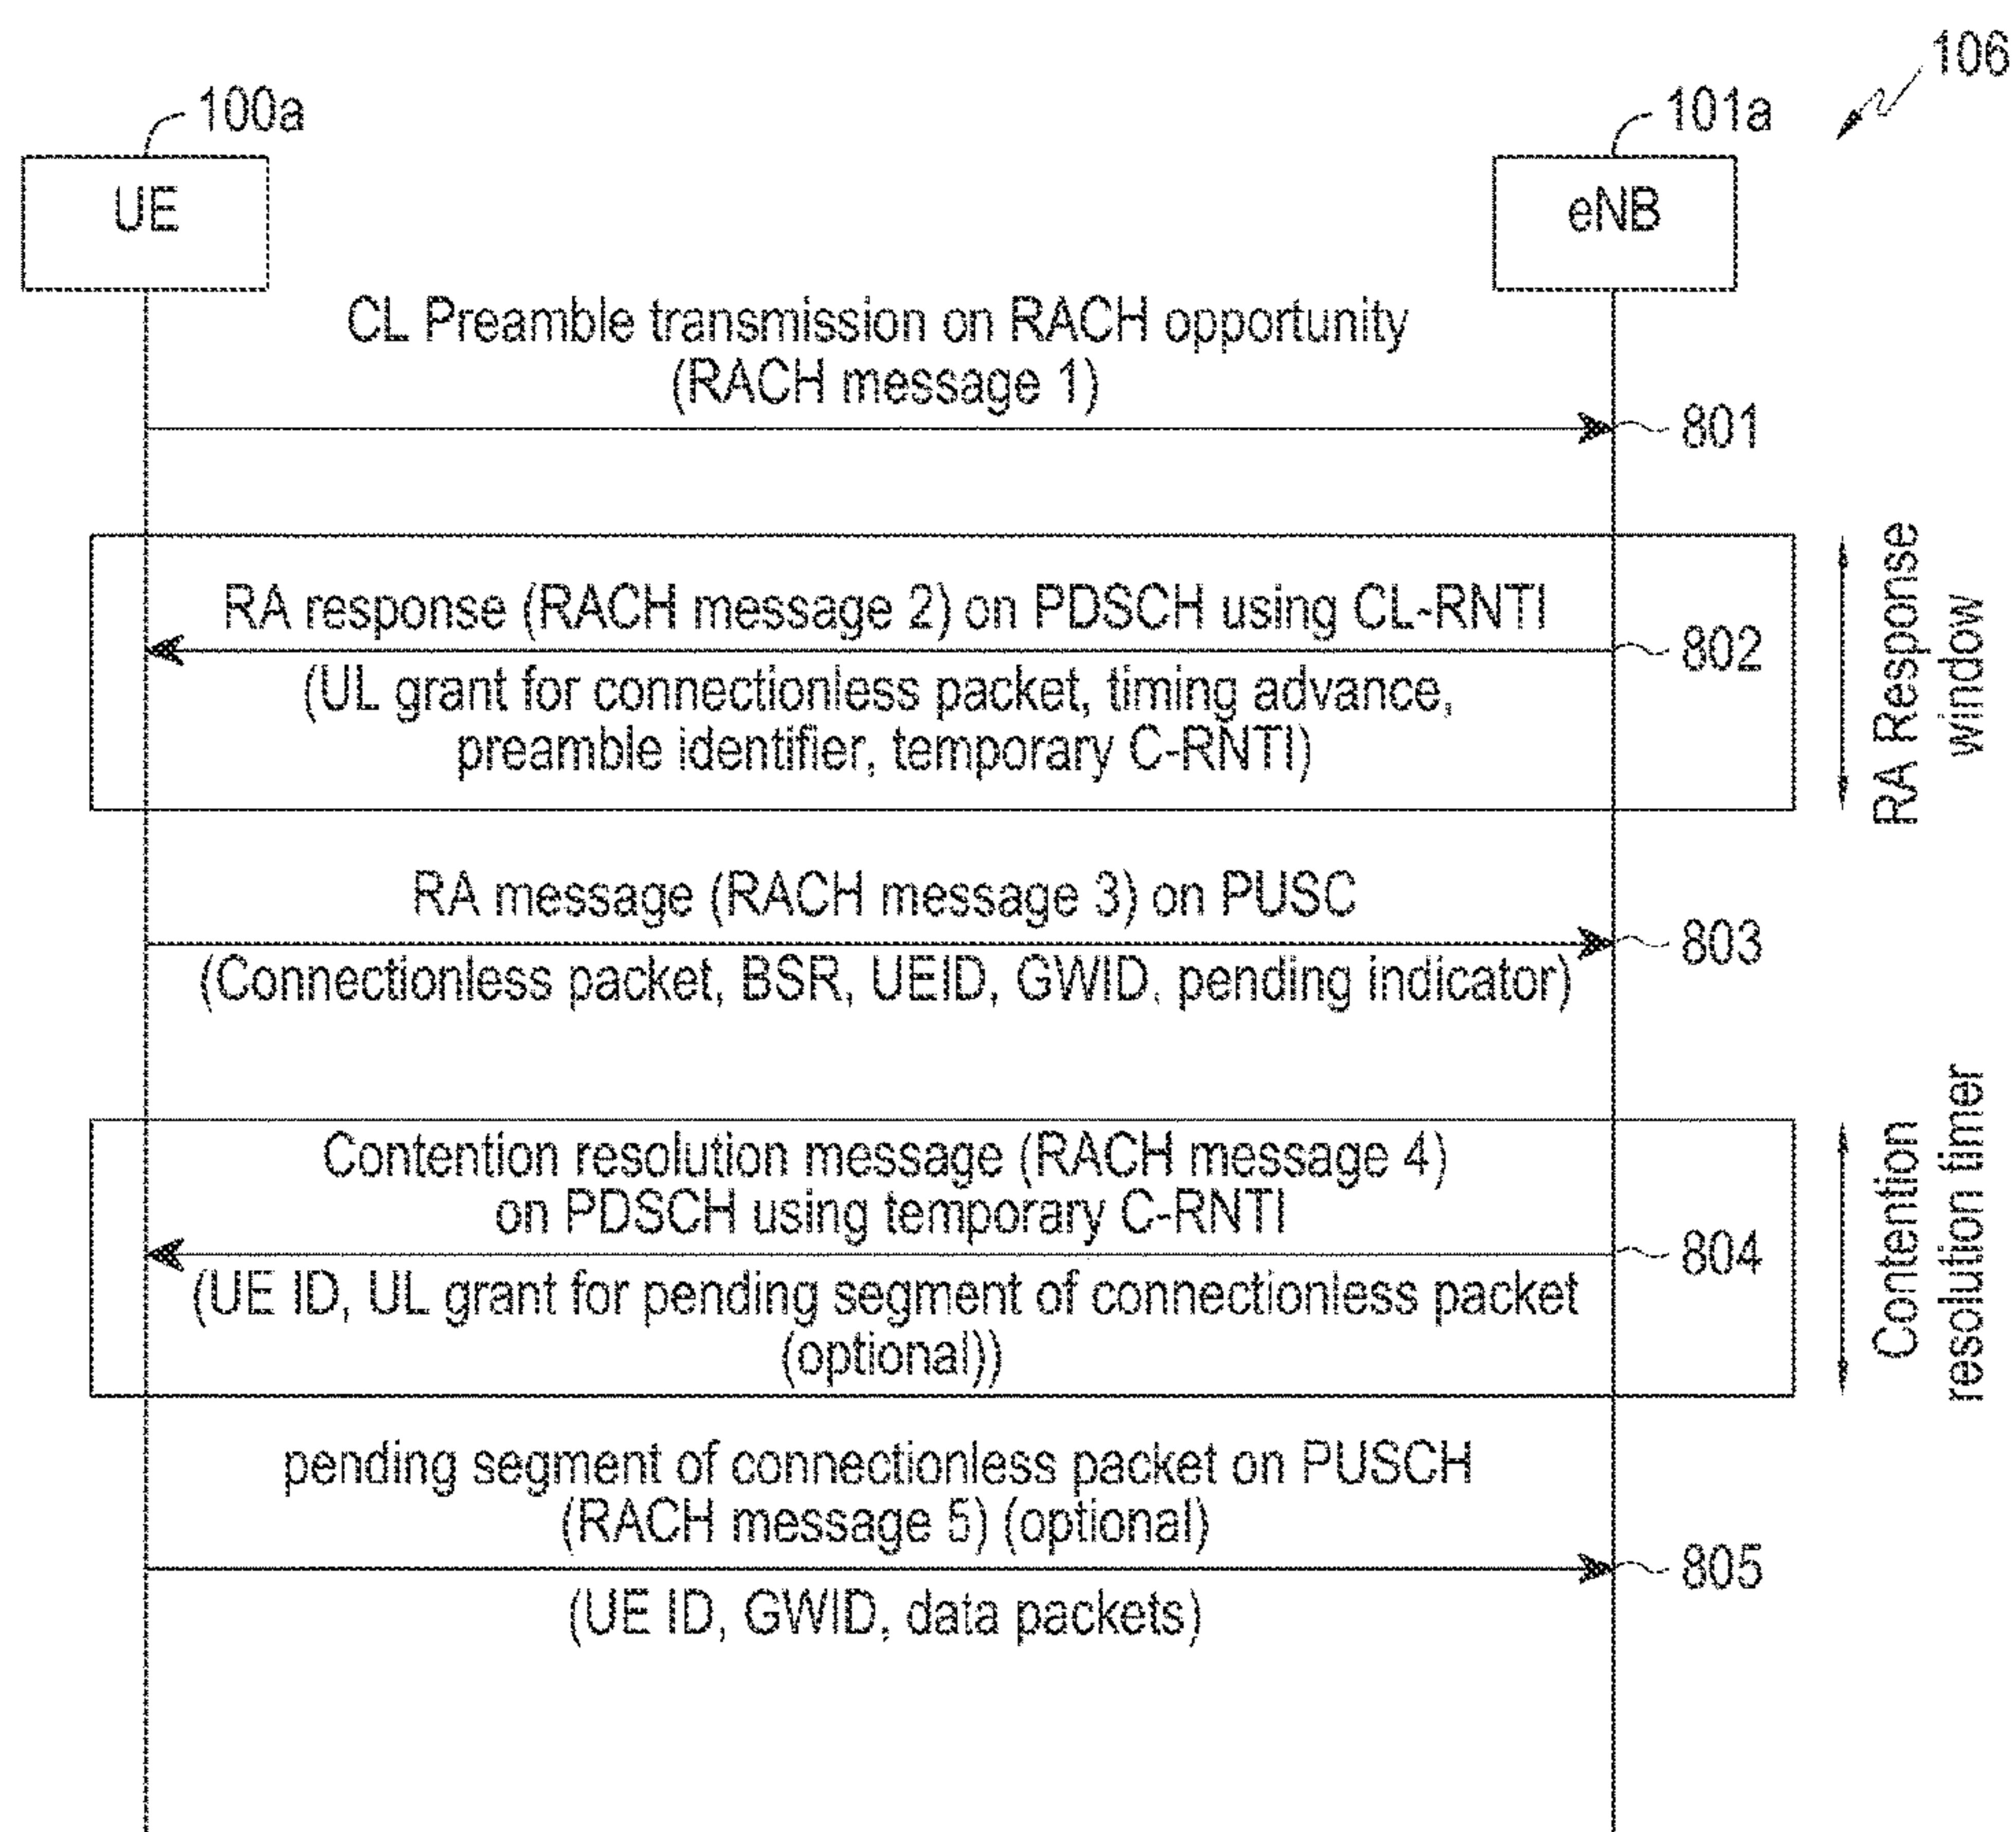 106
100a
101a
UE
eNB
CL Preamble transmission on RACH opportunity
(RACH message 1)
801
RA response (RACH message 2) on PDSCH using CL-RNTI
802
(UL grant for connectionless packet, timing advance,
preamble identifier, temporary C-RNTI)
RA Response
window
RA message (RACH message 3) on PUSC
803
(Connectionless packet, BSR, UEID, GWID, pending indicator)
Contention resolution message (RACH message 4)
on PDSCH using temporary C-RNTI
804
(UE ID, UL grant for pending segment of connectionless packet
(optional))
Contention
resolution timer
pending segment of connectionless packet on PUSCH
(RACH message 5) (optional)
805
(UE ID, GWID, data packets)